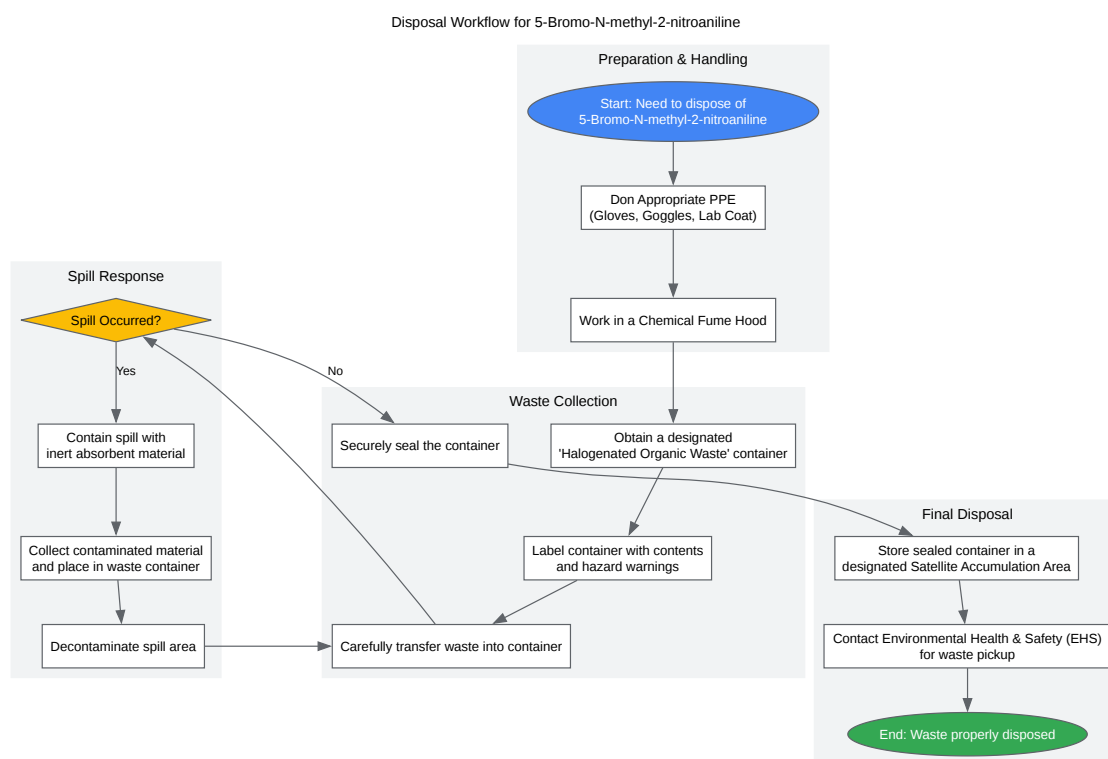 Disposal Workflow for 5-Bromo-N-methyl-2-nitroaniline
Preparation & Handling
Start: Need to dispose of
5-Bromo-N-methyl-2-nitroaniline
Don Appropriate PPE
(Gloves, Goggles, Lab Coat)
Work in a Chemical Fume Hood
Spill Response
Spill Occurred?
Yes
No
Contain spill with
inert absorbent material
Collect contaminated material
and place in waste container
Decontaminate spill area
Waste Collection
Securely seal the container
Obtain a designated
'Halogenated Organic Waste' container
Label container with contents
and hazard warnings
Carefully transfer waste into container
Final Disposal
Store sealed container in a
designated Satellite Accumulation Area
Contact Environmental Health & Safety (EHS)
for waste pickup
End: Waste properly disposed